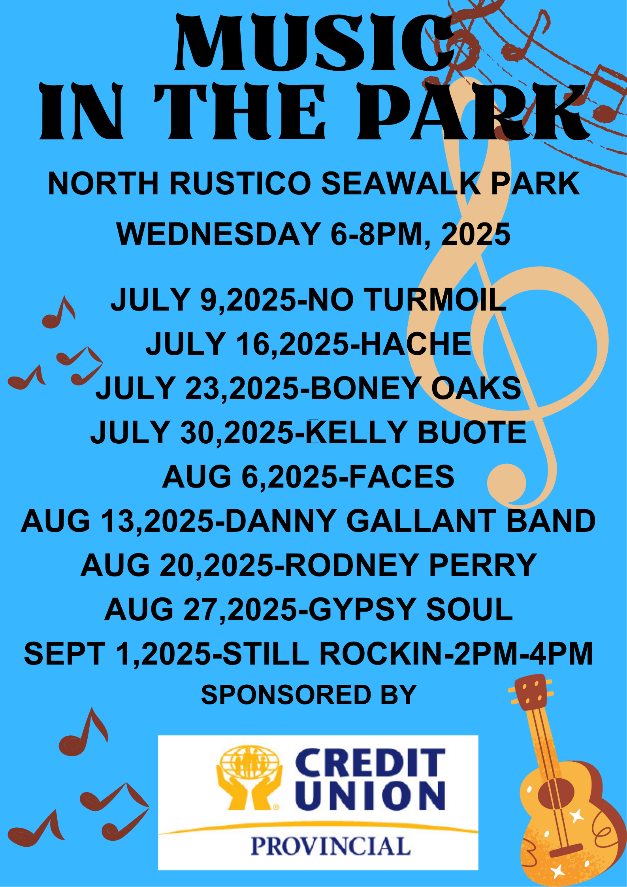 MUSIC
IN THE PARK
NORTH RUSTICO SEAWALK PARK
WEDNESDAY 6-8PM, 2025
JULY 9,2025-NO TURMOIL
JULY 16,2025-HACHE
JULY 23,2025-BONEY OAKS
JULY 30,2025-KELLY BUOTE
AUG 6,2025-FACES
AUG 13,2025-DANNY GALLANT BAND
AUG 20,2025-RODNEY PERRY
AUG 27,2025-GYPSY SOUL
SEPT 1,2025-STILL ROCKIN-2PM-4PM
SPONSORED BY
CREDIT
UNION
PROVINCIAL